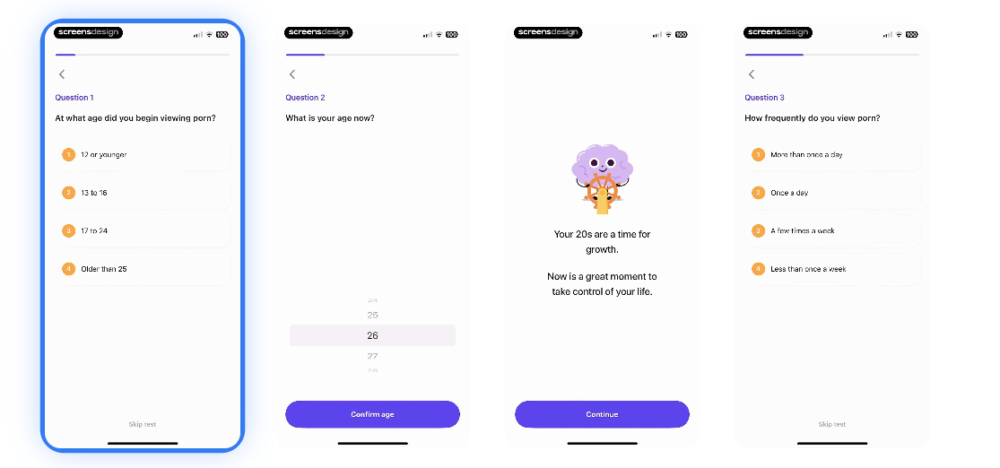 screensdesign
100
Question 1
At what age did you begin viewing porn?
1 12 or younger
2 13 to 16
3 17 to 24
4 Older than 25
Skip test
screensdesign
100
Question 2
What is your age now?
24
25
26
27
28
Confirm age
screensdesign
100
Your 20s are a time for
growth.
Now is a great moment to
take control of your life.
Continue
screensdesign
100
Question 3
How frequently do you view porn?
1 More than once a day
2 Once a day
3 A few times a week
4 Less than once a week
Skip test